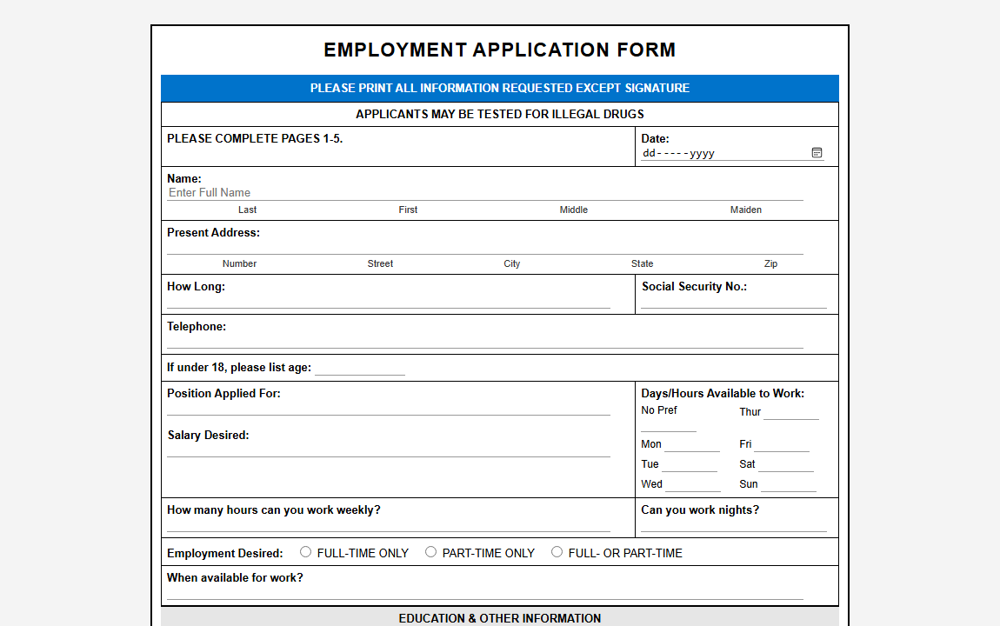 EMPLOYMENT APPLICATION FORM
PLEASE PRINT ALL INFORMATION REQUESTED EXCEPT SIGNATURE
APPLICANTS MAY BE TESTED FOR ILLEGAL DRUGS
PLEASE COMPLETE PAGES 1-5.
Date:
dd-----yyyy
Name:
Enter Full Name
Last First Middle Maiden
Present Address:
Number Street City State Zip
How Long: Social Security No.:
Telephone:
If under 18, please list age:
Position Applied For:
Salary Desired:
Days/Hours Available to Work:
No Pref Thur
Mon Fri
Tue Sat
Wed Sun
How many hours can you work weekly? Can you work nights?
Employment Desired: FULL-TIME ONLY PART-TIME ONLY FULL- OR PART-TIME
When available for work?
EDUCATION & OTHER INFORMATION